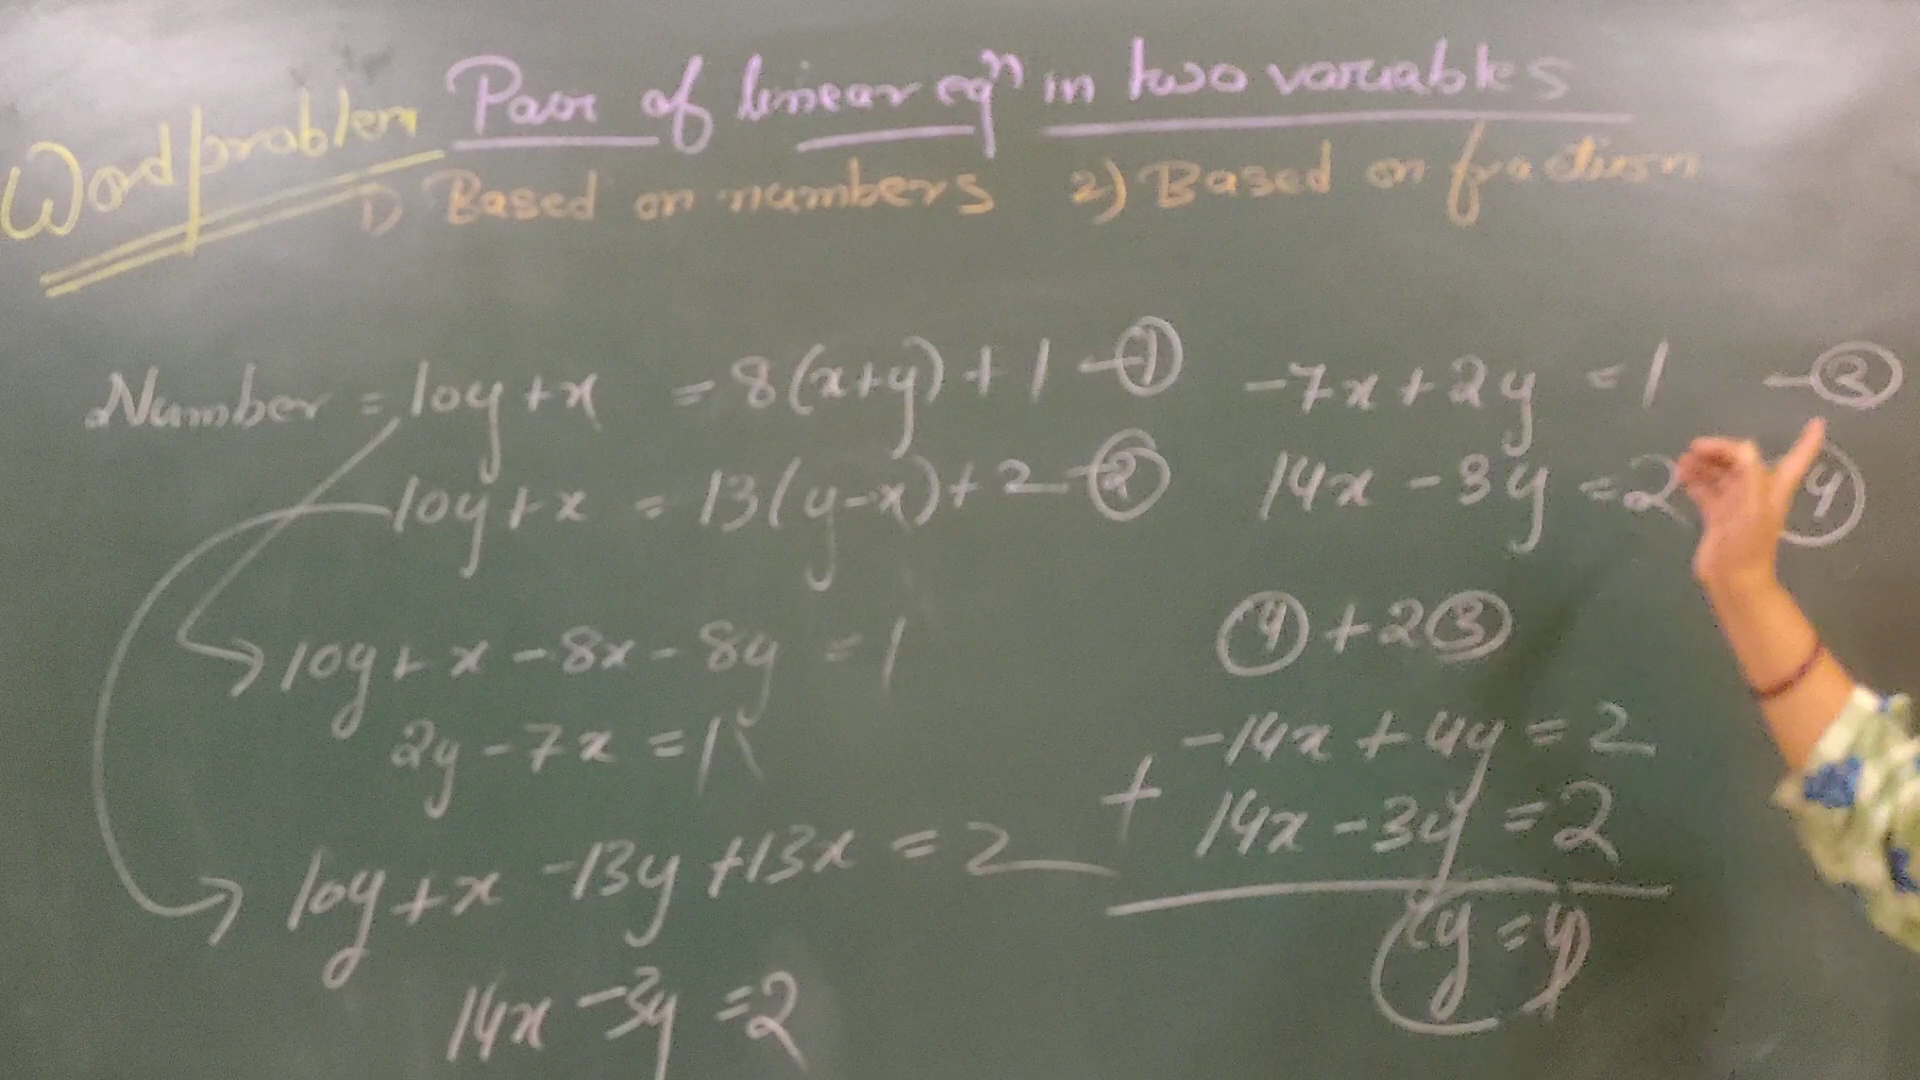 Word problem
Pair of linear eqn in two variables
1) Based on numbers 2) Based on fraction
Number = 10y + x = 8(x+y) + 1 - ①
10y + x = 13(y-x) + 2 - ②
10y + x - 8x - 8y = 1
2y - 7x = 1
10y + x - 13y + 13x = 2
14x - 3y = 2
-7x + 2y = 1 - ③
14x - 3y = 2 ④
④ + 2③
-14x + 4y = 2
+ 14x - 3y = 2
y = 4